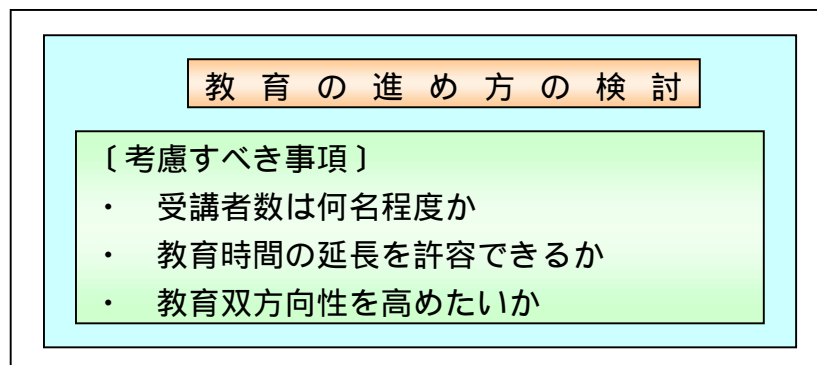 教育の進め方の検討
〔考慮すべき事項〕
・ 受講者数は何名程度か
・ 教育時間の延長を許容できるか
・ 教育双方向性を高めたいか